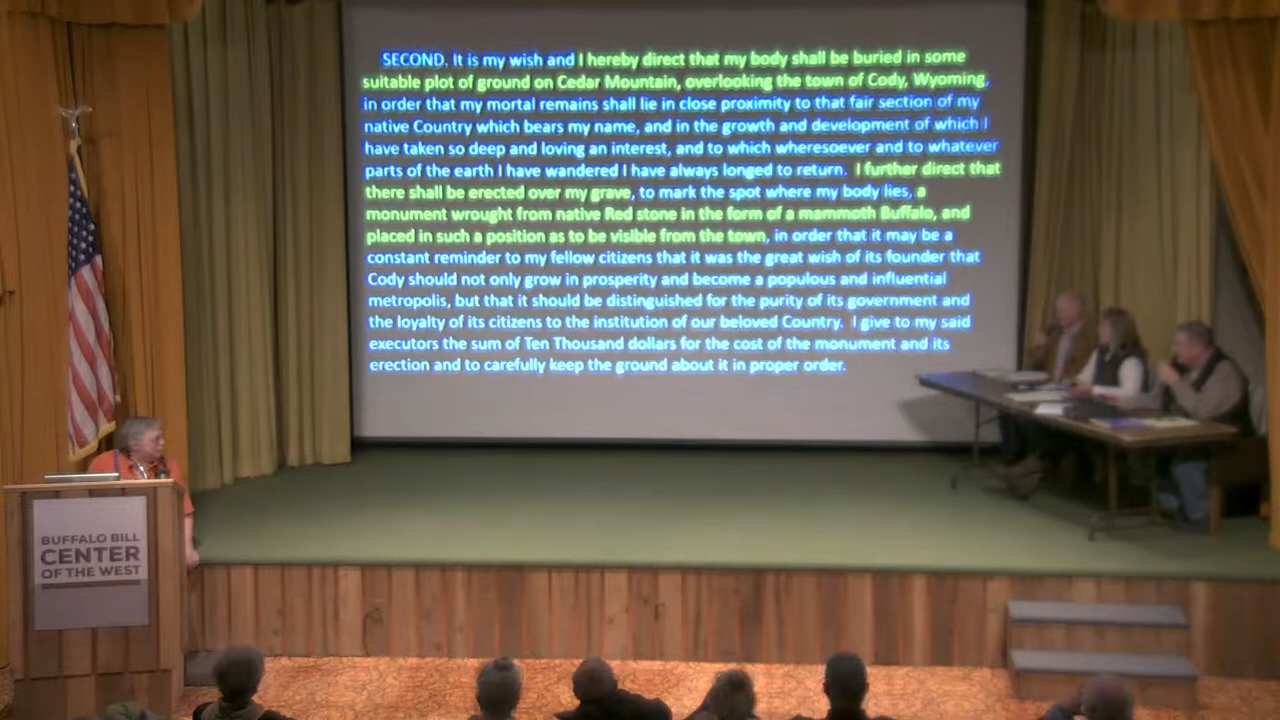 SECOND. It is my wish and I hereby direct that my body shall be buried in some
suitable plot of ground on Cedar Mountain, overlooking the town of Cody, Wyoming,
in order that my mortal remains shall lie in close proximity to that fair section of my
native Country which bears my name, and in the growth and development of which I
have taken so deep and loving an interest, and to which wheresoever and to whatever
parts of the earth I have wandered I have always longed to return. I further direct that
there shall be erected over my grave, to mark the spot where my body lies, a
monument wrought from native Red stone in the form of a mammoth Buffalo, and
placed in such a position as to be visible from the town, in order that it may be a
constant reminder to my fellow citizens that it was the great wish of its founder that
Cody should not only grow in prosperity and become a populous and influential
metropolis, but that it should be distinguished for the purity of its government and
the loyalty of its citizens to the institution of our beloved Country. I give to my said
executors the sum of Ten Thousand dollars for the cost of the monument and its
erection and to carefully keep the ground about it in proper order.
BUFFALO BILL
CENTER
OF THE WEST